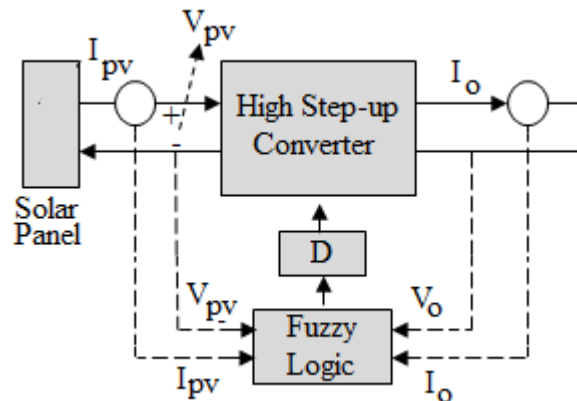 V_pv
I_pv
+
-
Solar
Panel
High Step-up
Converter
I_o
D
V_pv
Fuzzy
Logic
V_o
I_pv
I_o